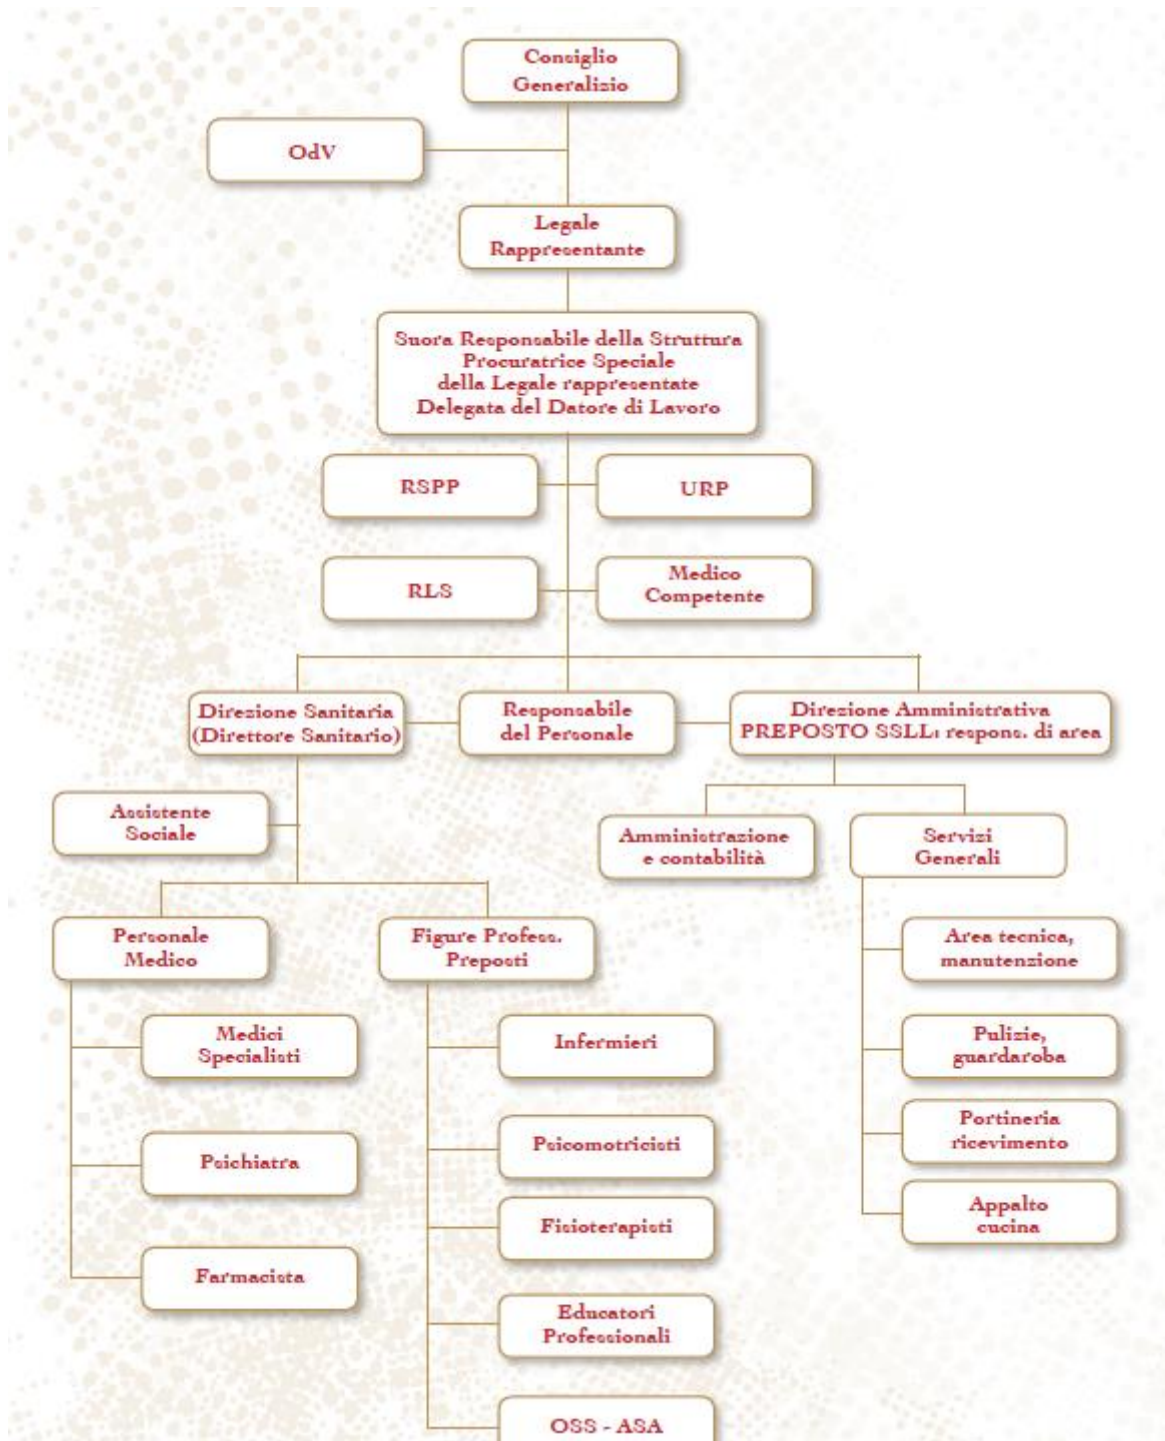 Consiglio
Generalizio
OdV
Legale
Rappresentante
Suora Responsabile della Struttura
Procuratrice Speciale
della Legale rappresentate
Delegata del Datore di Lavoro
RSPP
URP
RLS
Medico
Competente
Direzione Sanitaria
(Direttore Sanitario)
Responsabile
del Personale
Direzione Amministrativa
PREPOSTO SSLL: respons. di area
Assistente
Sociale
Amministrazione
e contabilità
Servizi
Generali
Personale
Medico
Figure Profess.
Preposti
Area tecnica,
manutenzione
Medici
Specialisti
Infermieri
Pulizie,
guardaroba
Psichiatra
Psicomotricisti
Portineria
ricevimento
Fisioterapisti
Appalto
cucina
Farmacista
Educatori
Professionali
OSS - ASA